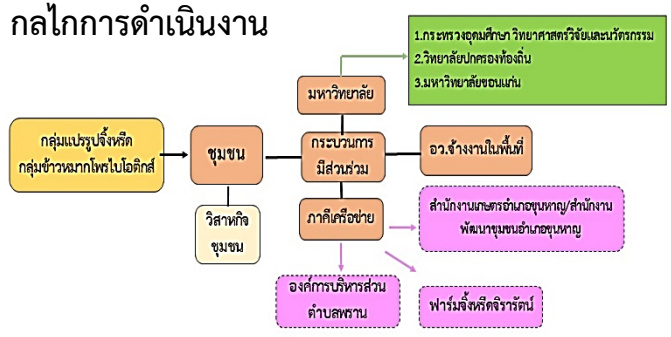 กลไกการดำเนินงาน
1.กระทรวงอุดมศึกษา วิทยาศาสตร์วิจัยและนวัตรกรรม
2.วิทยาลัยปกครองท้องถิ่น
3.มหาวิทยาลัยขอนแก่น
มหาวิทยาลัย
กลุ่มแปรรูปจิ้งหรีด
กลุ่มข้าวหมากโพรไบโอติกส์
ชุมชน
กระบวนการ
มีส่วนร่วม
อว.จ้างงานในพื้นที่
วิสาหกิจ
ชุมชน
ภาคีเครือข่าย
สำนักงานเกษตรอำเภอขุนหาญ/สำนักงาน
พัฒนาชุมชนอำเภอขุนหาญ
องค์การบริหารส่วน
ตำบลพราน
ฟาร์มจิ้งหรีดจิรารัตน์